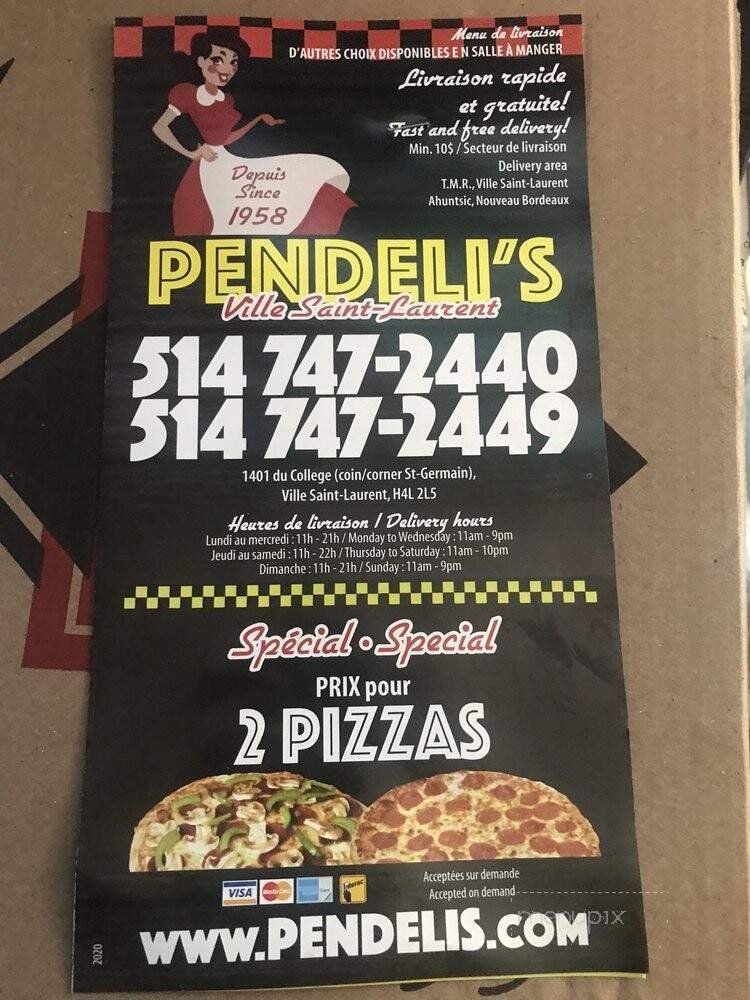 Menu de livraison
D'AUTRES CHOIX DISPONIBLES E N SALLE À MANGER
Livraison rapide
et gratuite!
Fast and free delivery!
Min. 10$ / Secteur de livraison
Delivery area
T.M.R., Ville Saint-Laurent
Ahuntsic, Nouveau Bordeaux
Depuis
Since
1958
PENDELI'S
Ville Saint-Laurent
514 747-2440
514 747-2449
1401 du College (coin/corner St-Germain),
Ville Saint-Laurent, H4L 2L5
Heures de livraison / Delivery hours
Lundi au mercredi : 11h - 21h / Monday to Wednesday : 11am - 9pm
Jeudi au samedi : 11h - 22h / Thursday to Saturday : 11am - 10pm
Dimanche : 11h - 21h / Sunday : 11am - 9pm
Spécial • Special
PRIX pour
2 PIZZAS
Acceptées sur demande
Accepted on demand
VISA MasterCard Interac
menupix
WWW.PENDELIS.COM
2020